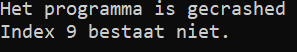 Het programma is gecrashed
Index 9 bestaat niet.